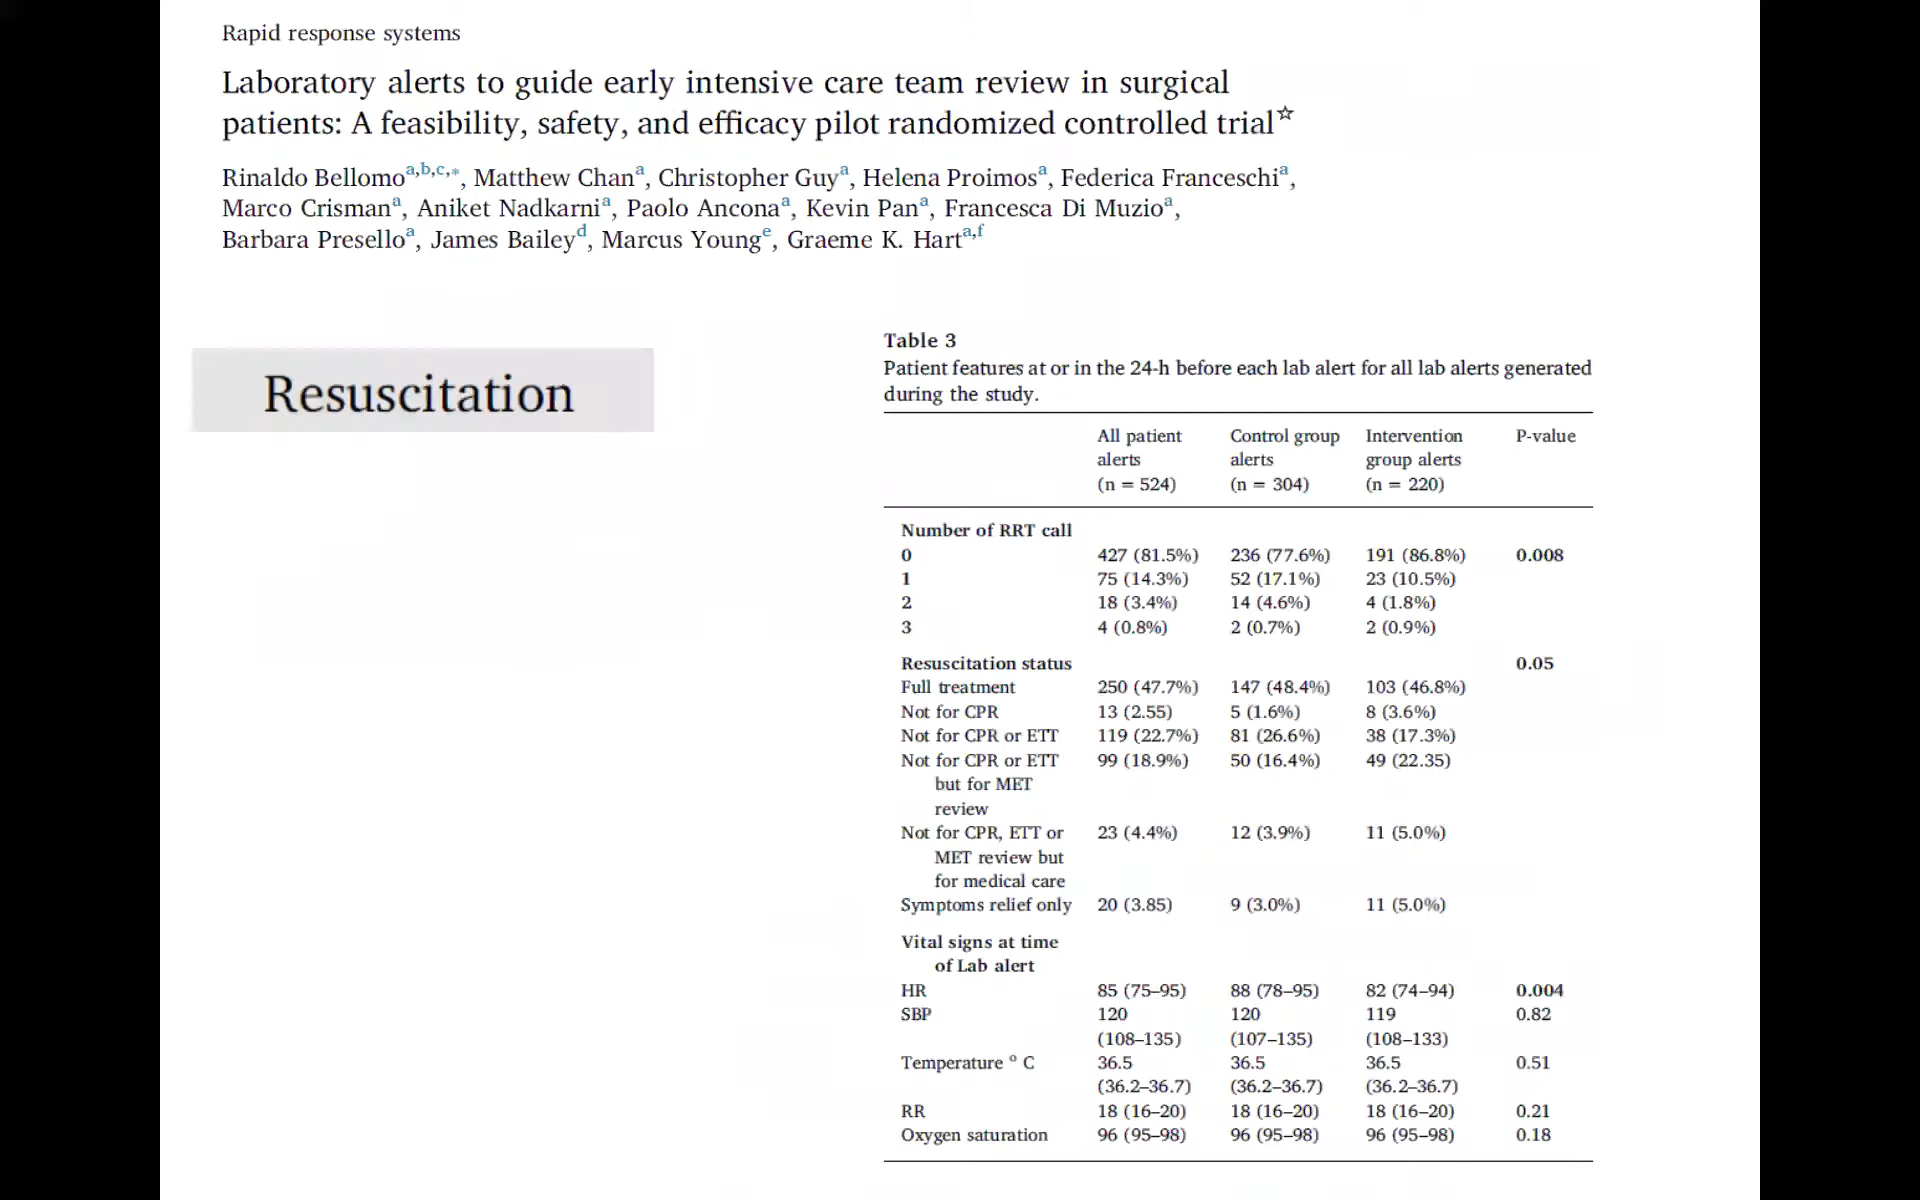 Rapid response systems
Laboratory alerts to guide early intensive care team review in surgical
patients: A feasibility, safety, and efficacy pilot randomized controlled trial☆
Rinaldo Bellomo a,b,c,*, Matthew Chan a, Christopher Guy a, Helena Proimos a, Federica Franceschi a,
Marco Crisman a, Aniket Nadkarni a, Paolo Ancona a, Kevin Pan a, Francesca Di Muzio a,
Barbara Presello a, James Bailey d, Marcus Young e, Graeme K. Hart a,f
Resuscitation
Table 3
Patient features at or in the 24-h before each lab alert for all lab alerts generated
during the study.
All patient Control group Intervention P-value
alerts alerts group alerts
(n = 524) (n = 304) (n = 220)
Number of RRT call
0 427 (81.5%) 236 (77.6%) 191 (86.8%) 0.008
1 75 (14.3%) 52 (17.1%) 23 (10.5%)
2 18 (3.4%) 14 (4.6%) 4 (1.8%)
3 4 (0.8%) 2 (0.7%) 2 (0.9%)
Resuscitation status 0.05
Full treatment 250 (47.7%) 147 (48.4%) 103 (46.8%)
Not for CPR 13 (2.55) 5 (1.6%) 8 (3.6%)
Not for CPR or ETT 119 (22.7%) 81 (26.6%) 38 (17.3%)
Not for CPR or ETT 99 (18.9%) 50 (16.4%) 49 (22.35)
but for MET
review
Not for CPR, ETT or 23 (4.4%) 12 (3.9%) 11 (5.0%)
MET review but
for medical care
Symptoms relief only 20 (3.85) 9 (3.0%) 11 (5.0%)
Vital signs at time
of Lab alert
HR 85 (75–95) 88 (78–95) 82 (74–94) 0.004
SBP 120 120 119 0.82
(108–135) (107–135) (108–133)
Temperature ° C 36.5 36.5 36.5 0.51
(36.2–36.7) (36.2–36.7) (36.2–36.7)
RR 18 (16–20) 18 (16–20) 18 (16–20) 0.21
Oxygen saturation 96 (95–98) 96 (95–98) 96 (95–98) 0.18